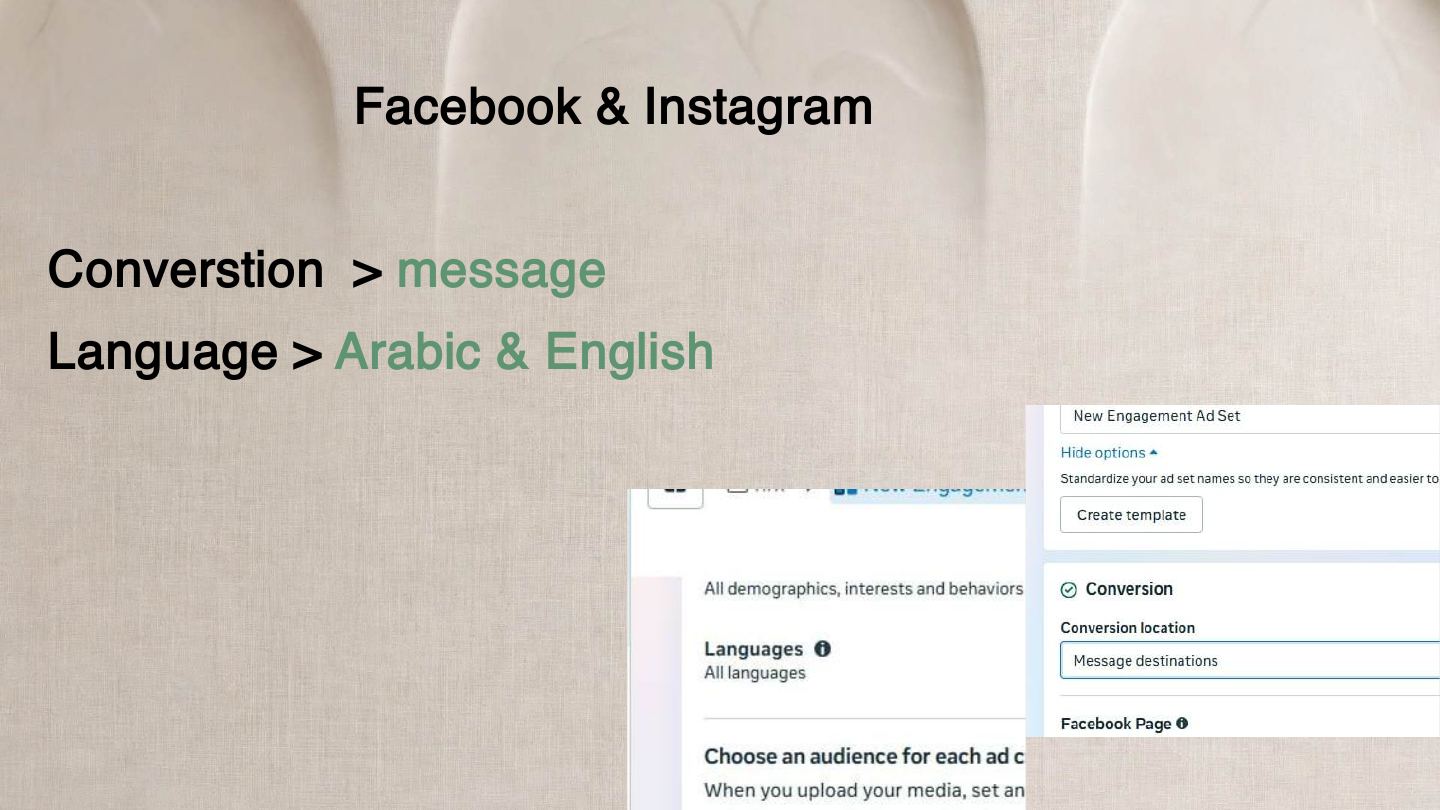 Facebook & Instagram
Converstion > message
Language > Arabic & English
New Engagement Ad Set
Hide options
Standardize your ad set names so they are consistent and easier to
Create template
Conversion
Conversion location
Message destinations
Facebook Page
New Engagemen
All demographics, interests and behaviors
Languages
All languages
Choose an audience for each ad c
When you upload your media, set an